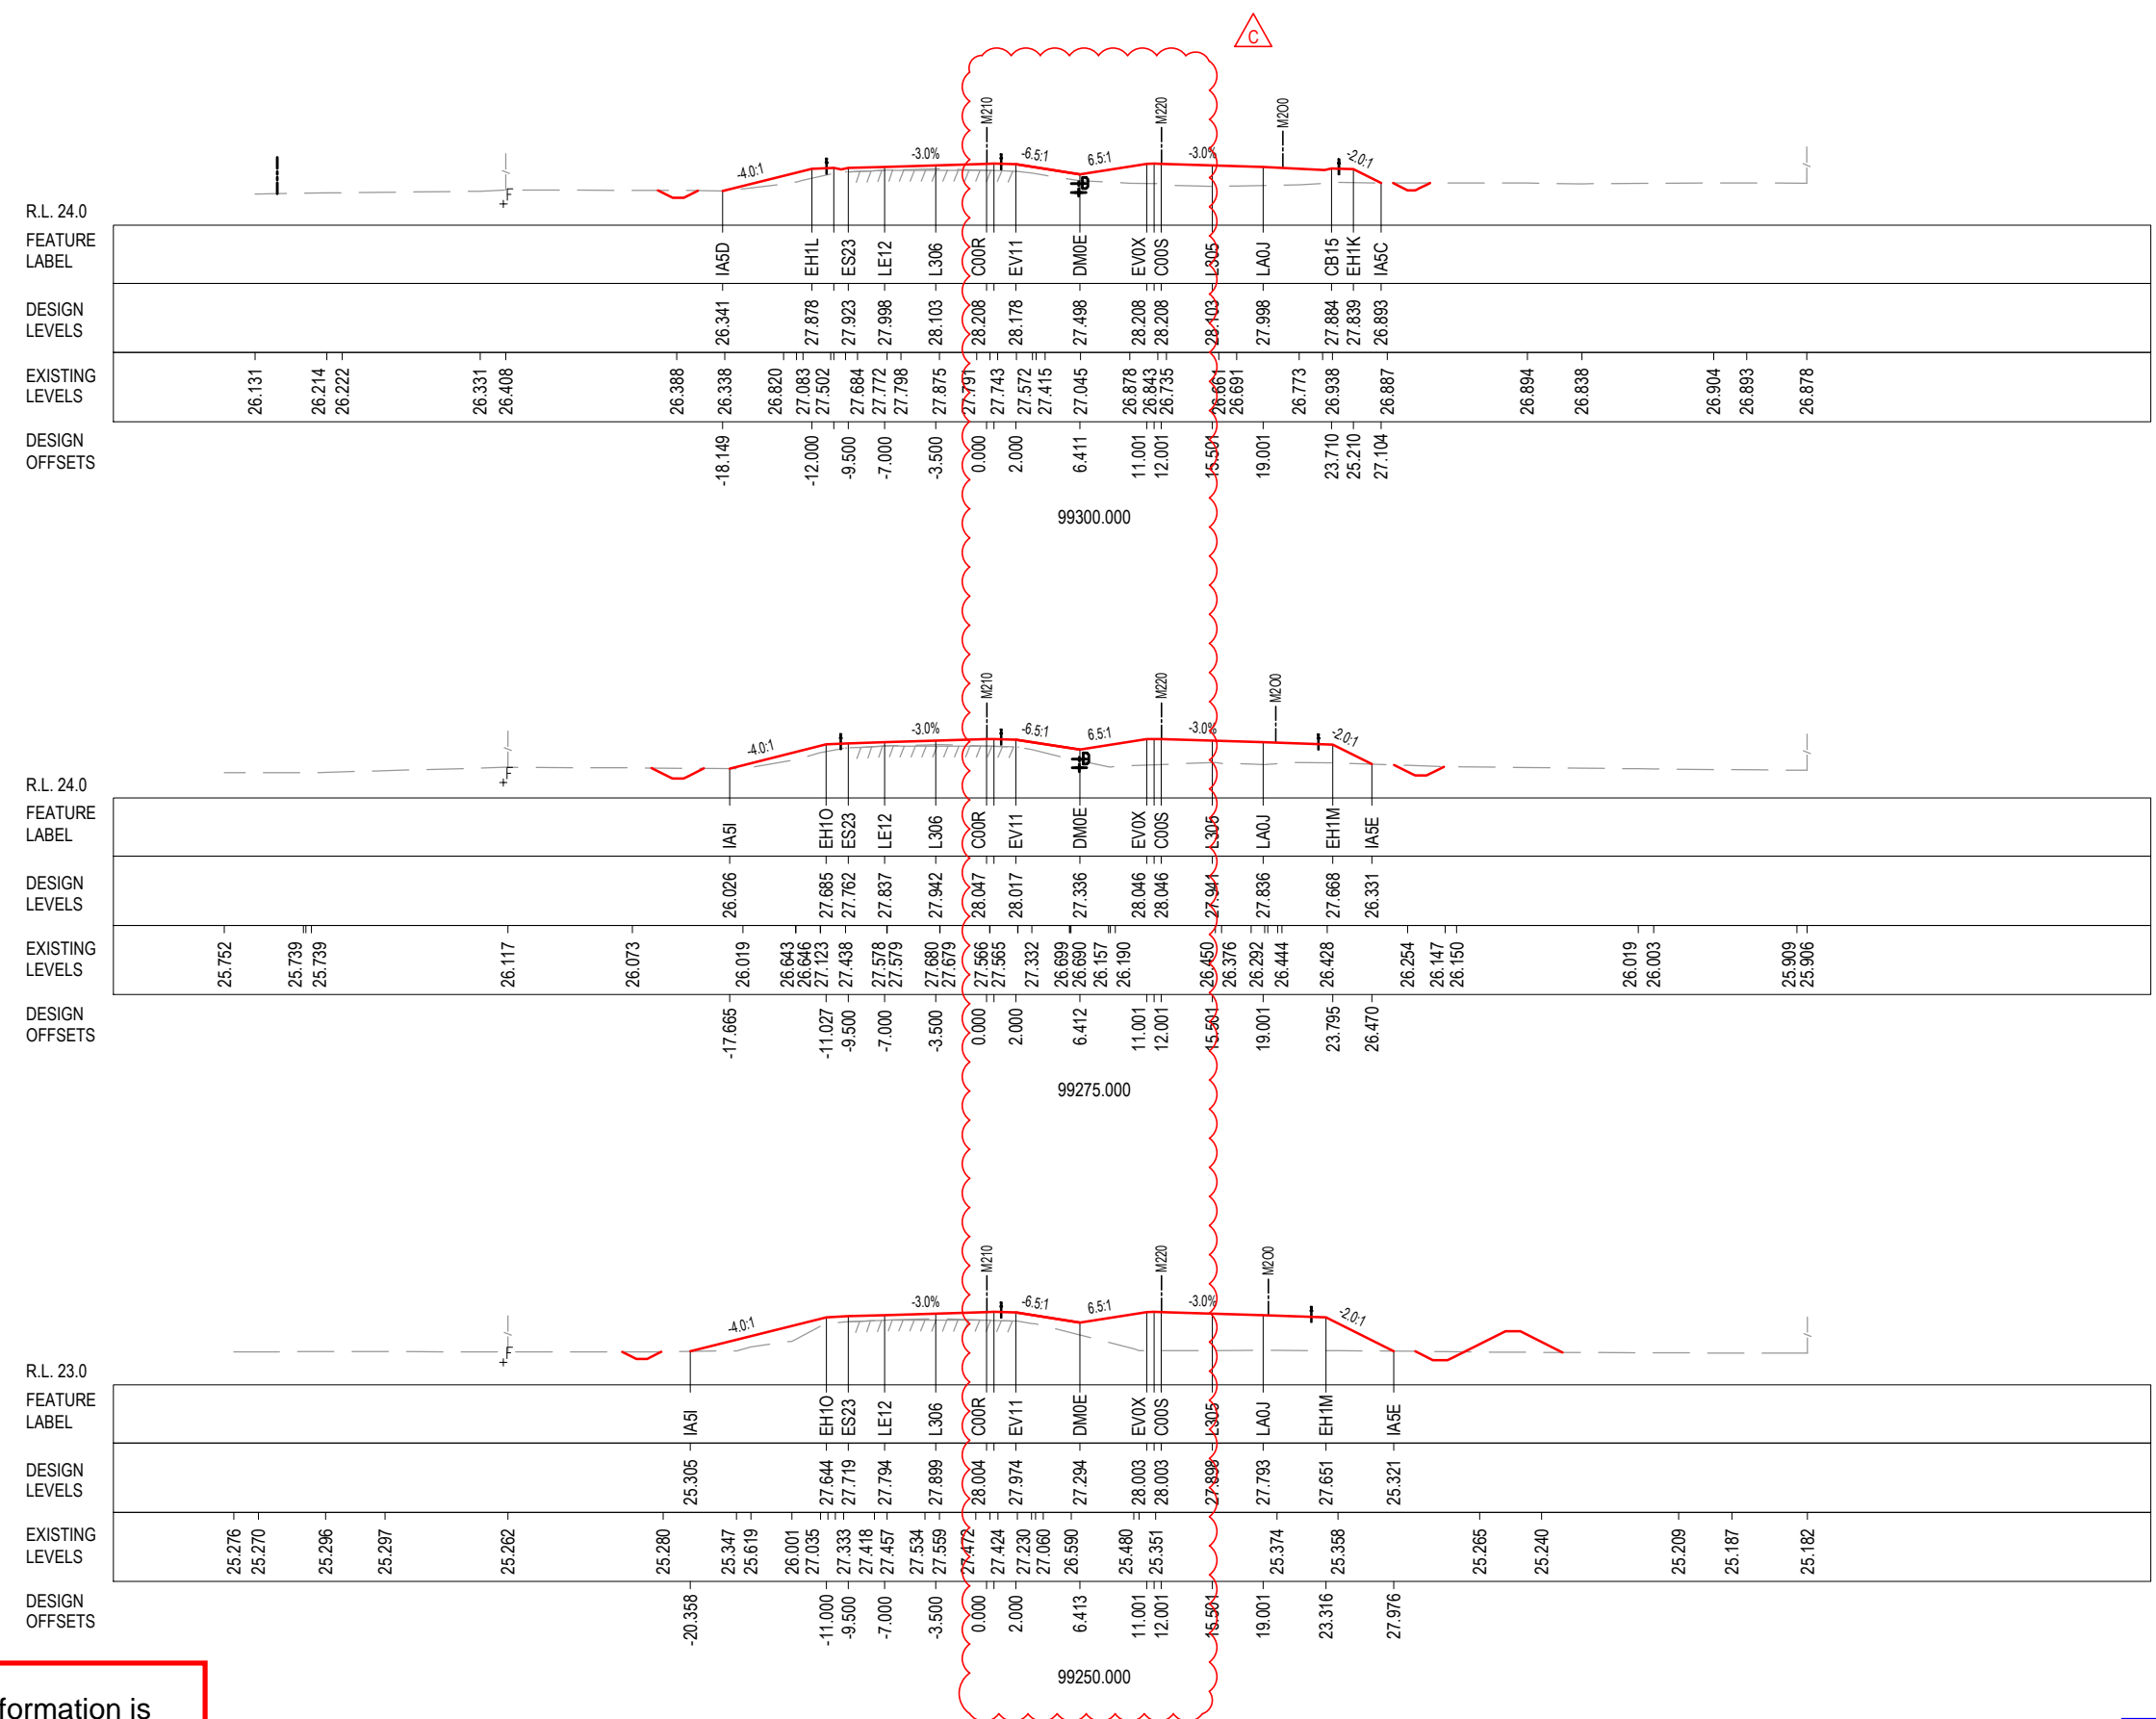 C
M210
M220
M200
-4.0:1
-3.0%
-6.5:1
6.5:1
-3.0%
-2.0:1
F
D
R.L. 24.0
FEATURE
LABEL
IA5D EH1L ES23 LE12 L306 C00R EV11 DM0E EV0X C00S L305 LA0J CB15 EH1K IA5C
DESIGN
LEVELS
26.341 27.878 27.923 27.998 28.103 28.208 28.178 27.498 28.208 28.208 28.103 27.998 27.884 27.839 26.893
EXISTING
LEVELS
26.131 26.214 26.222 26.331 26.408 26.388 26.338 26.820 27.083 27.502 27.684 27.772 27.798 27.875 27.791 27.743 27.572 27.415 27.045 26.878 26.843 26.735 26.661 26.691 26.773 26.938 26.887 26.894 26.838 26.904 26.893 26.878
DESIGN
OFFSETS
-18.149 -12.000 -9.500 -7.000 -3.500 0.000 2.000 6.411 11.001 12.001 15.501 19.001 23.710 25.210 27.104
99300.000
M210
M220
M200
-4.0:1
-3.0%
-6.5:1
6.5:1
-3.0%
-2.0:1
F
D
R.L. 24.0
FEATURE
LABEL
IA5I EH1O ES23 LE12 L306 C00R EV11 DM0E EV0X C00S L305 LA0J EH1M IA5E
DESIGN
LEVELS
26.026 27.685 27.762 27.837 27.942 28.047 28.017 27.336 28.046 28.046 27.941 27.836 27.668 26.331
EXISTING
LEVELS
25.752 25.739 25.739 26.117 26.073 26.019 26.643 26.646 27.123 27.438 27.578 27.579 27.680 27.679 27.566 27.565 27.332 26.699 26.690 26.157 26.190 26.450 26.376 26.292 26.444 26.428 26.254 26.147 26.150 26.019 26.003 25.909 25.906
DESIGN
OFFSETS
-17.665 -11.027 -9.500 -7.000 -3.500 0.000 2.000 6.412 11.001 12.001 15.501 19.001 23.795 26.470
99275.000
M210
M220
M200
-4.0:1
-3.0%
-6.5:1
6.5:1
-3.0%
-2.0:1
F
R.L. 23.0
FEATURE
LABEL
IA5I EH1O ES23 LE12 L306 C00R EV11 DM0E EV0X C00S L305 LA0J EH1M IA5E
DESIGN
LEVELS
25.305 27.644 27.719 27.794 27.899 28.004 27.974 27.294 28.003 28.003 27.898 27.793 27.651 25.321
EXISTING
LEVELS
25.276 25.270 25.296 25.297 25.262 25.280 25.347 25.619 26.001 27.035 27.333 27.418 27.457 27.534 27.559 27.472 27.424 27.230 27.060 26.590 25.480 25.351 25.374 25.358 25.265 25.240 25.209 25.187 25.182
DESIGN
OFFSETS
-20.358 -11.000 -9.500 -7.000 -3.500 0.000 2.000 6.413 11.001 12.001 15.501 19.001 23.316 27.976
99250.000
formation is